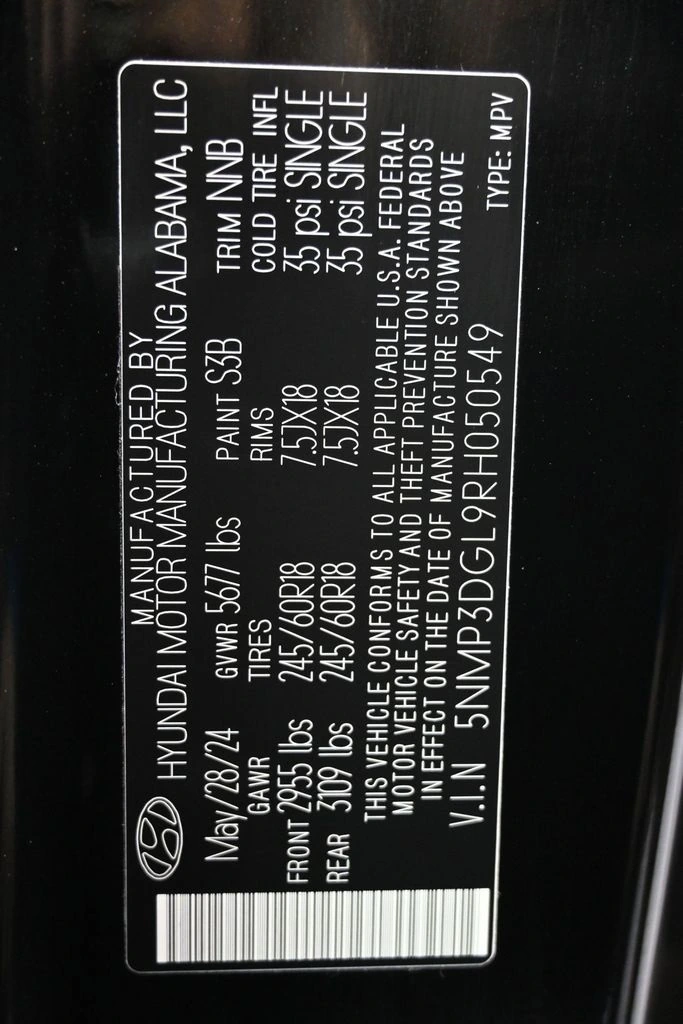 MANUFACTURED BY
HYUNDAI MOTOR MANUFACTURING ALABAMA, LLC
May/28/24 GVWR 5677 lbs PAINT S3B TRIM NNB
GAWR TIRES RIMS COLD TIRE INFL
FRONT 2955 lbs 245/60R18 7.5JX18 35 psi SINGLE
REAR 3109 lbs 245/60R18 7.5JX18 35 psi SINGLE
THIS VEHICLE CONFORMS TO ALL APPLICABLE U.S.A. FEDERAL
MOTOR VEHICLE SAFETY AND THEFT PREVENTION STANDARDS
IN EFFECT ON THE DATE OF MANUFACTURE SHOWN ABOVE
V.I.N 5NMP3DGL9RH050549 TYPE: MPV